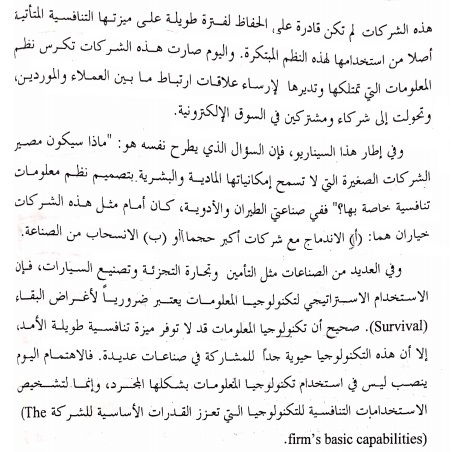 هذه الشركات لم تكن قادرة على الحفاظ لفترة طويلة على ميزتها التنافسية المتأتية
أصلا من استخدامها لهذه النظم المبتكرة. واليوم صارت هذه الشركات تكرس نظم
المعلومات التي تمتلكها وتديرها لإرساء علاقات ارتباط ما بين العملاء والموردين،
وتحولت إلى شركاء ومشتركين في السوق الإلكترونية.
وفي إطار هذا السيناريو، فإن السؤال الذي يطرح نفسه هو: "ماذا سيكون مصير
الشركات الصغيرة التي لا تسمح إمكانياتها المادية والبشرية بتصميم نظم معلومات
تنافسية خاصة بها؟" ففي صناعتي الطيران والأدوية، كان أمام مثل هذه الشركات
خياران هما: (أ) الاندماج مع شركات أكبر حجما أو (ب) الانسحاب من الصناعة.
وفي العديد من الصناعات مثل التأمين وتجارة التجزئة وتصنيع السيارات، فإن
الاستخدام الاستراتيجي لتكنولوجيا المعلومات يعتبر ضرورياً لأغراض البقاء
(Survival). صحيح أن تكنولوجيا المعلومات قد لا توفر ميزة تنافسية طويلة الأمد،
إلا أن هذه التكنولوجيا حيوية جداً للمشاركة في صناعات عديدة. فالاهتمام اليوم
ينصب ليس في استخدام تكنولوجيا المعلومات بشكلها المجرد، وإنما لتشخيص
الاستخدامات التنافسية للتكنولوجيا التي تعزز القدرات الأساسية للشركة (The
firm's basic capabilities).